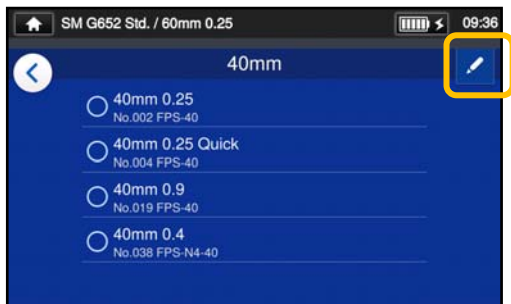 SM G652 Std. / 60mm 0.25 09:36
40mm
40mm 0.25
No.002 FPS-40
40mm 0.25 Quick
No.004 FPS-40
40mm 0.9
No.019 FPS-40
40mm 0.4
No.038 FPS-N4-40